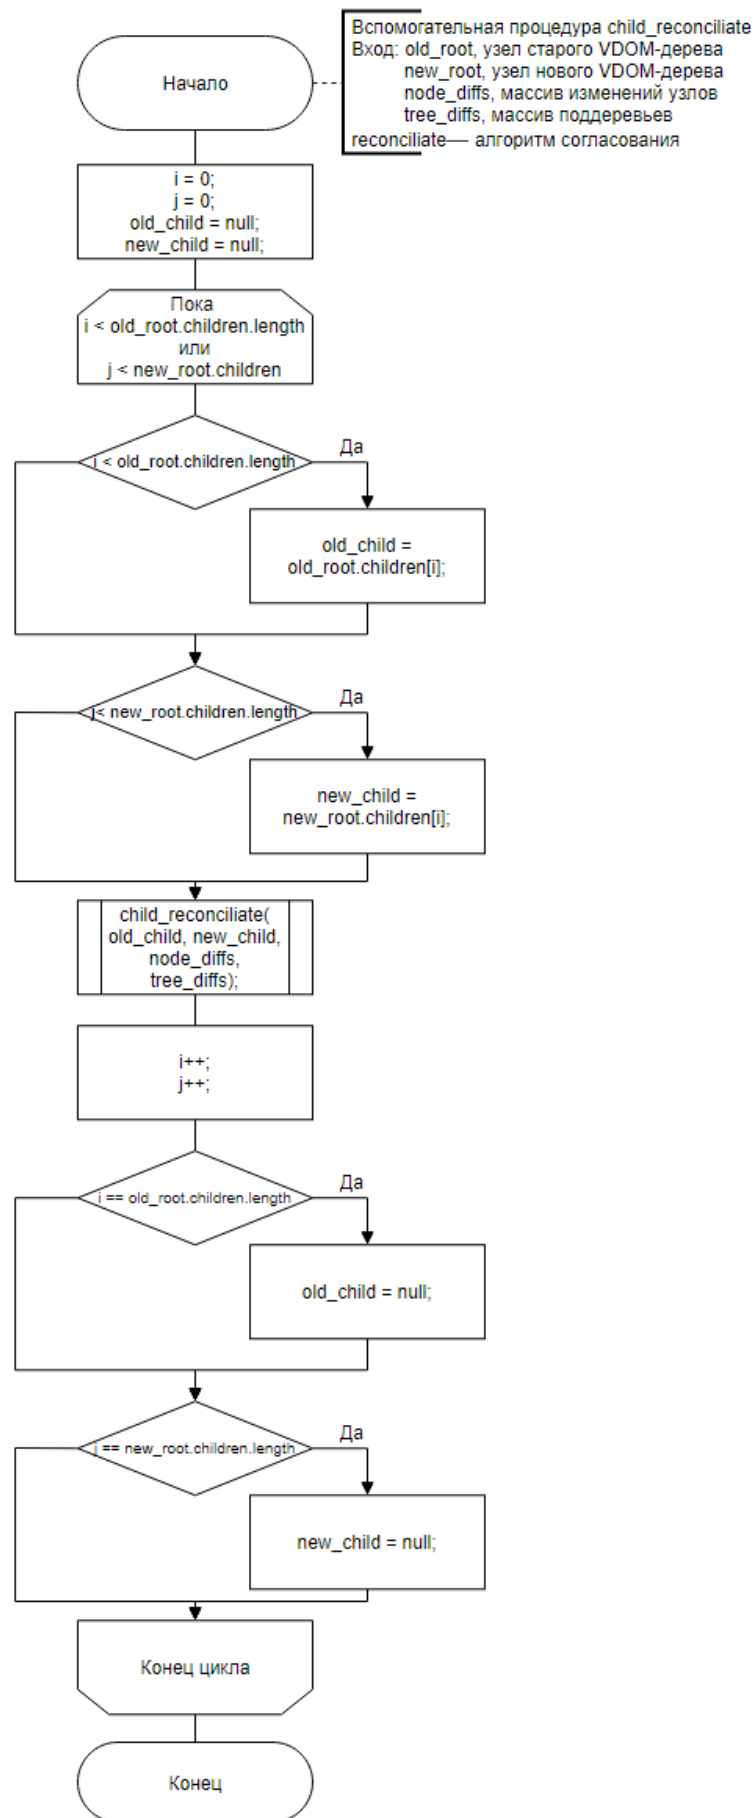 Вспомогательная процедура child_reconciliate
Вход: old_root, узел старого VDOM-дерева
new_root, узел нового VDOM-дерева
node_diffs, массив изменений узлов
tree_diffs, массив поддеревьев
reconciliate— алгоритм согласования
Начало
i = 0;
j = 0;
old_child = null;
new_child = null;
Пока
i < old_root.children.length
или
j < new_root.children
i < old_root.children.length
Да
old_child =
old_root.children[i];
j< new_root.children.length
Да
new_child =
new_root.children[i];
child_reconciliate(
old_child, new_child,
node_diffs,
tree_diffs);
i++;
j++;
i == old_root.children.length
Да
old_child = null;
j == new_root.children.length
Да
new_child = null;
Конец цикла
Конец